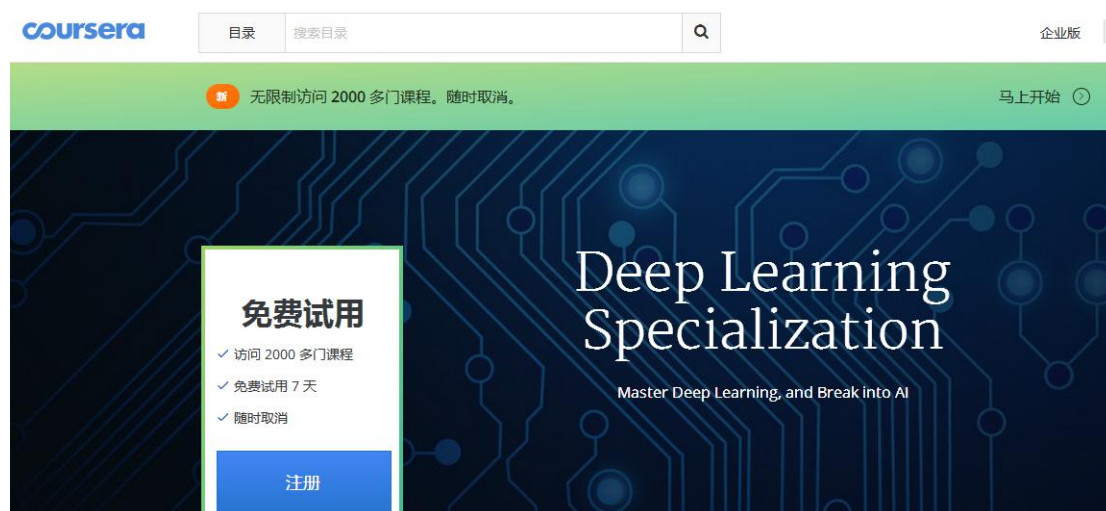 coursera
目录
搜索目录
企业版
新 无限制访问 2000 多门课程。随时取消。
马上开始
Deep Learning
Specialization
Master Deep Learning, and Break into AI
免费试用
访问 2000 多门课程
免费试用 7 天
随时取消
注册